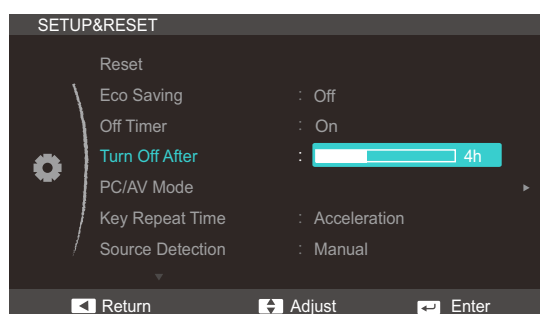 SETUP&RESET
Reset
Eco Saving : Off
Off Timer : On
Turn Off After : 4h
PC/AV Mode
Key Repeat Time : Acceleration
Source Detection : Manual
Return Adjust Enter